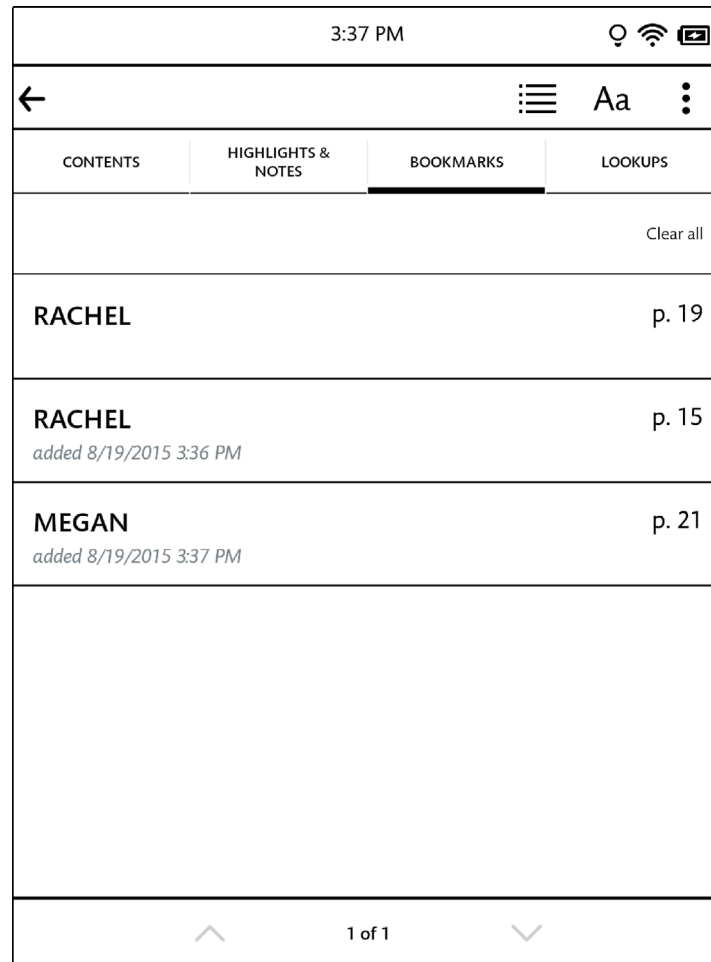 3:37 PM
Aa
CONTENTS
HIGHLIGHTS &
NOTES
BOOKMARKS
LOOKUPS
Clear all
RACHEL
p. 19
RACHEL
p. 15
added 8/19/2015 3:36 PM
MEGAN
p. 21
added 8/19/2015 3:37 PM
1 of 1